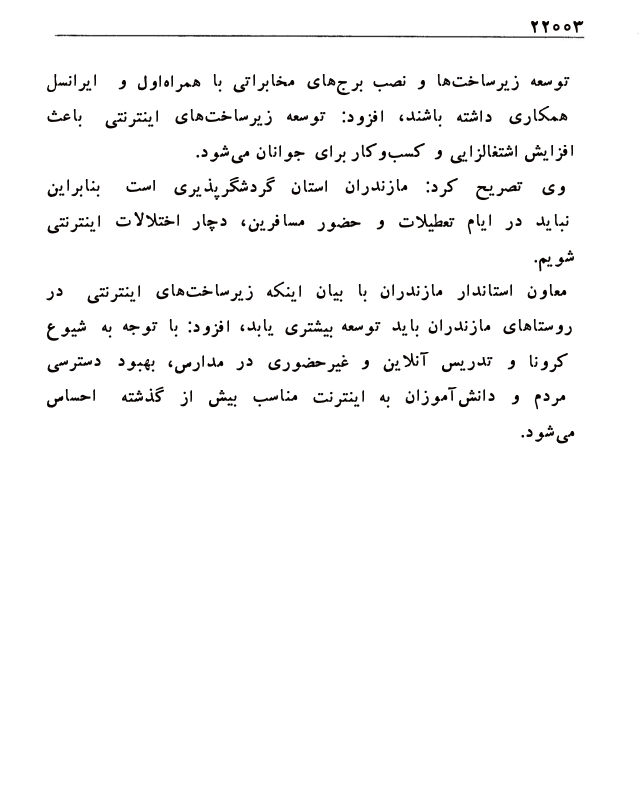 ۲۲۰۰۳
توسعه زیرساخت‌ها و نصب برج‌های مخابراتی با همراه‌اول و ایرانسل
همکاری داشته باشند، افزود: توسعه زیرساخت‌های اینترنتی باعث
افزایش اشتغالزایی و کسب‌وکار برای جوانان می‌شود.
وی تصریح کرد: مازندران استان گردشگرپذیری است بنابراین
نباید در ایام تعطیلات و حضور مسافرین، دچار اختلالات اینترنتی
شویم.
معاون استاندار مازندران با بیان اینکه زیرساخت‌های اینترنتی در
روستاهای مازندران باید توسعه بیشتری یابد، افزود: با توجه به شیوع
کرونا و تدریس آنلاین و غیرحضوری در مدارس، بهبود دسترسی
مردم و دانش‌آموزان به اینترنت مناسب بیش از گذشته احساس
می‌شود.